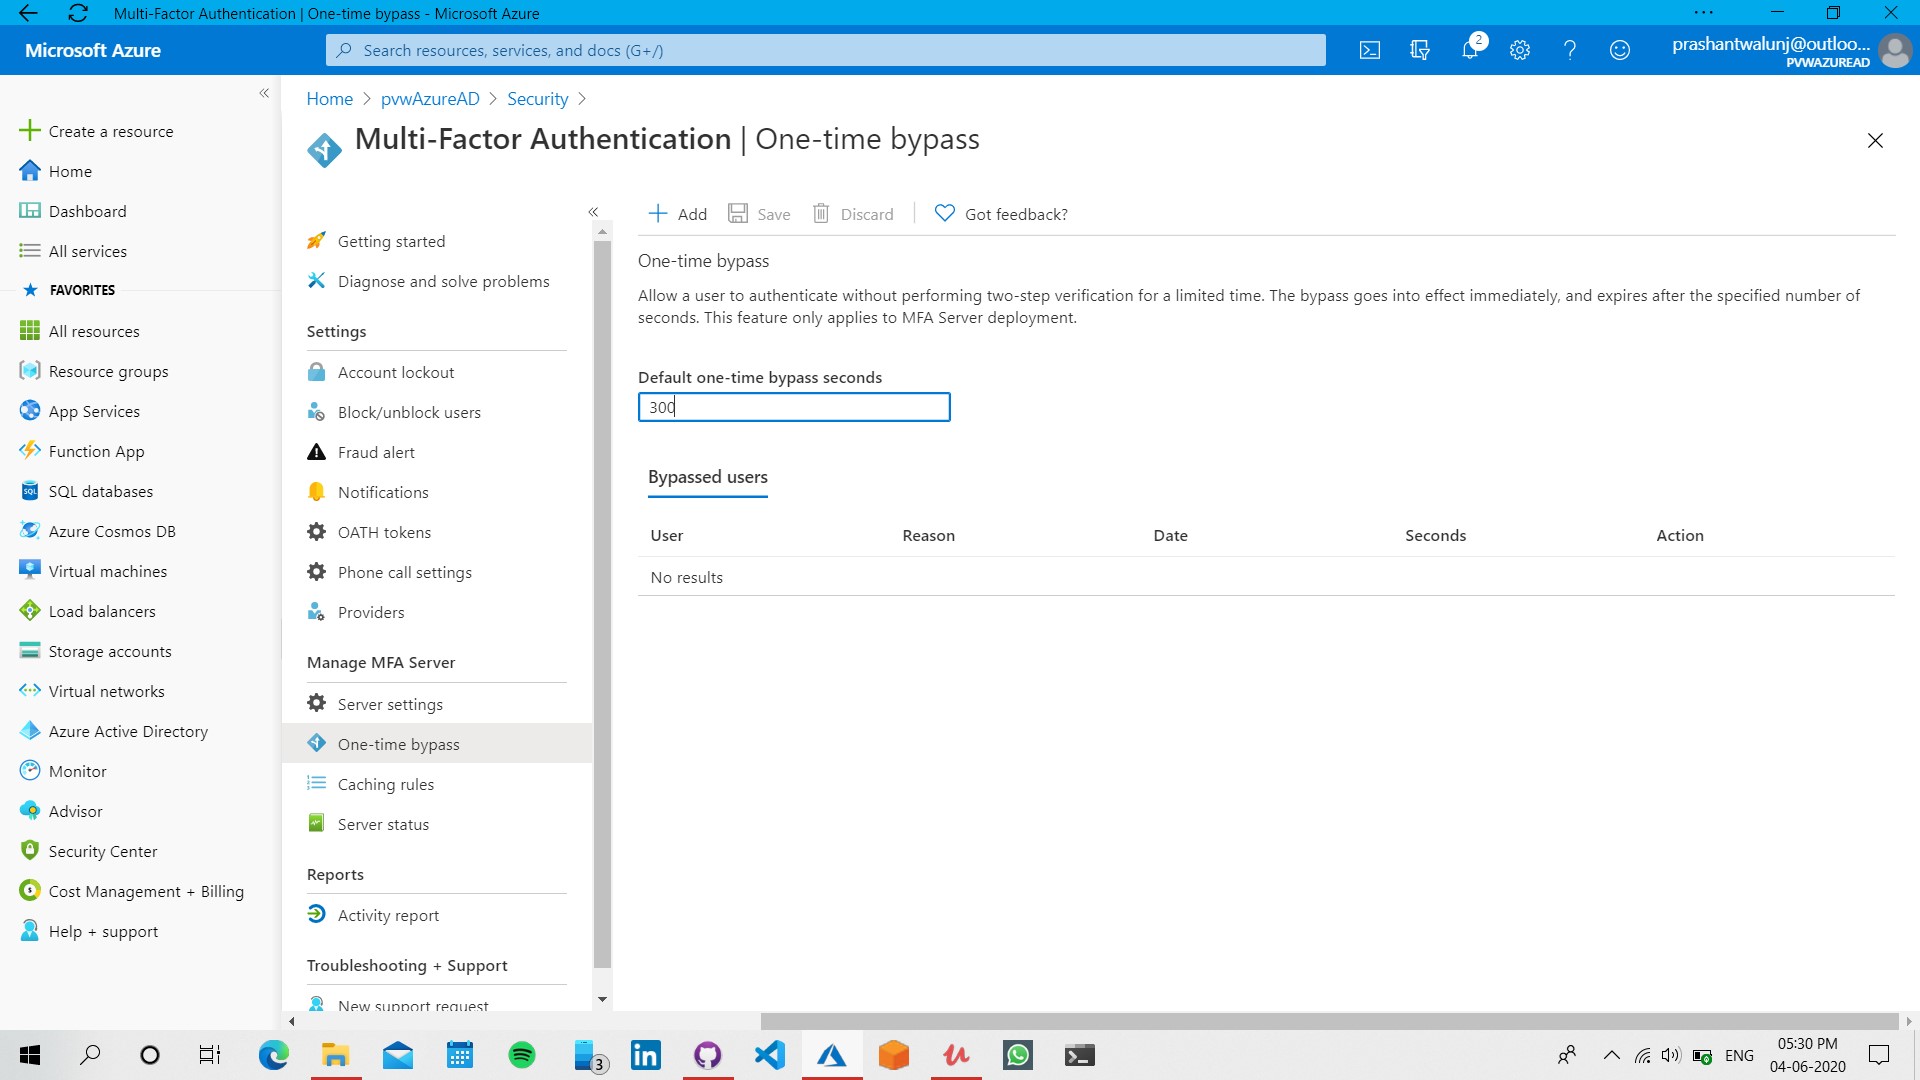 Multi-Factor Authentication | One-time bypass - Microsoft Azure
Microsoft Azure
Search resources, services, and docs (G+/)
2
prashantwalunj@outloo...
PVWAZUREAD
Home > pvwAzureAD > Security >
Multi-Factor Authentication | One-time bypass
Create a resource
Home
Dashboard
All services
FAVORITES
All resources
Resource groups
App Services
Function App
SQL databases
Azure Cosmos DB
Virtual machines
Load balancers
Storage accounts
Virtual networks
Azure Active Directory
Monitor
Advisor
Security Center
Cost Management + Billing
Help + support
Getting started
Diagnose and solve problems
Settings
Account lockout
Block/unblock users
Fraud alert
Notifications
OATH tokens
Phone call settings
Providers
Manage MFA Server
Server settings
One-time bypass
Caching rules
Server status
Reports
Activity report
Troubleshooting + Support
New support request
Add Save Discard Got feedback?
One-time bypass
Allow a user to authenticate without performing two-step verification for a limited time. The bypass goes into effect immediately, and expires after the specified number of
seconds. This feature only applies to MFA Server deployment.
Default one-time bypass seconds
300
Bypassed users
User Reason Date Seconds Action
No results
3
ENG
05:30 PM
04-06-2020